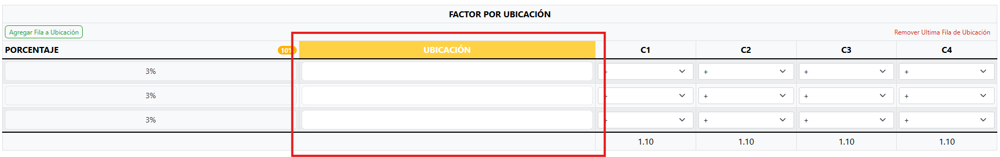 FACTOR POR UBICACIÓN
Agregar Fila a Ubicación Remover Ultima Fila de Ubicación
PORCENTAJE 10% UBICACIÓN C1 C2 C3 C4
3% + + + +
3% + + + +
3% + + + +
1.10 1.10 1.10 1.10